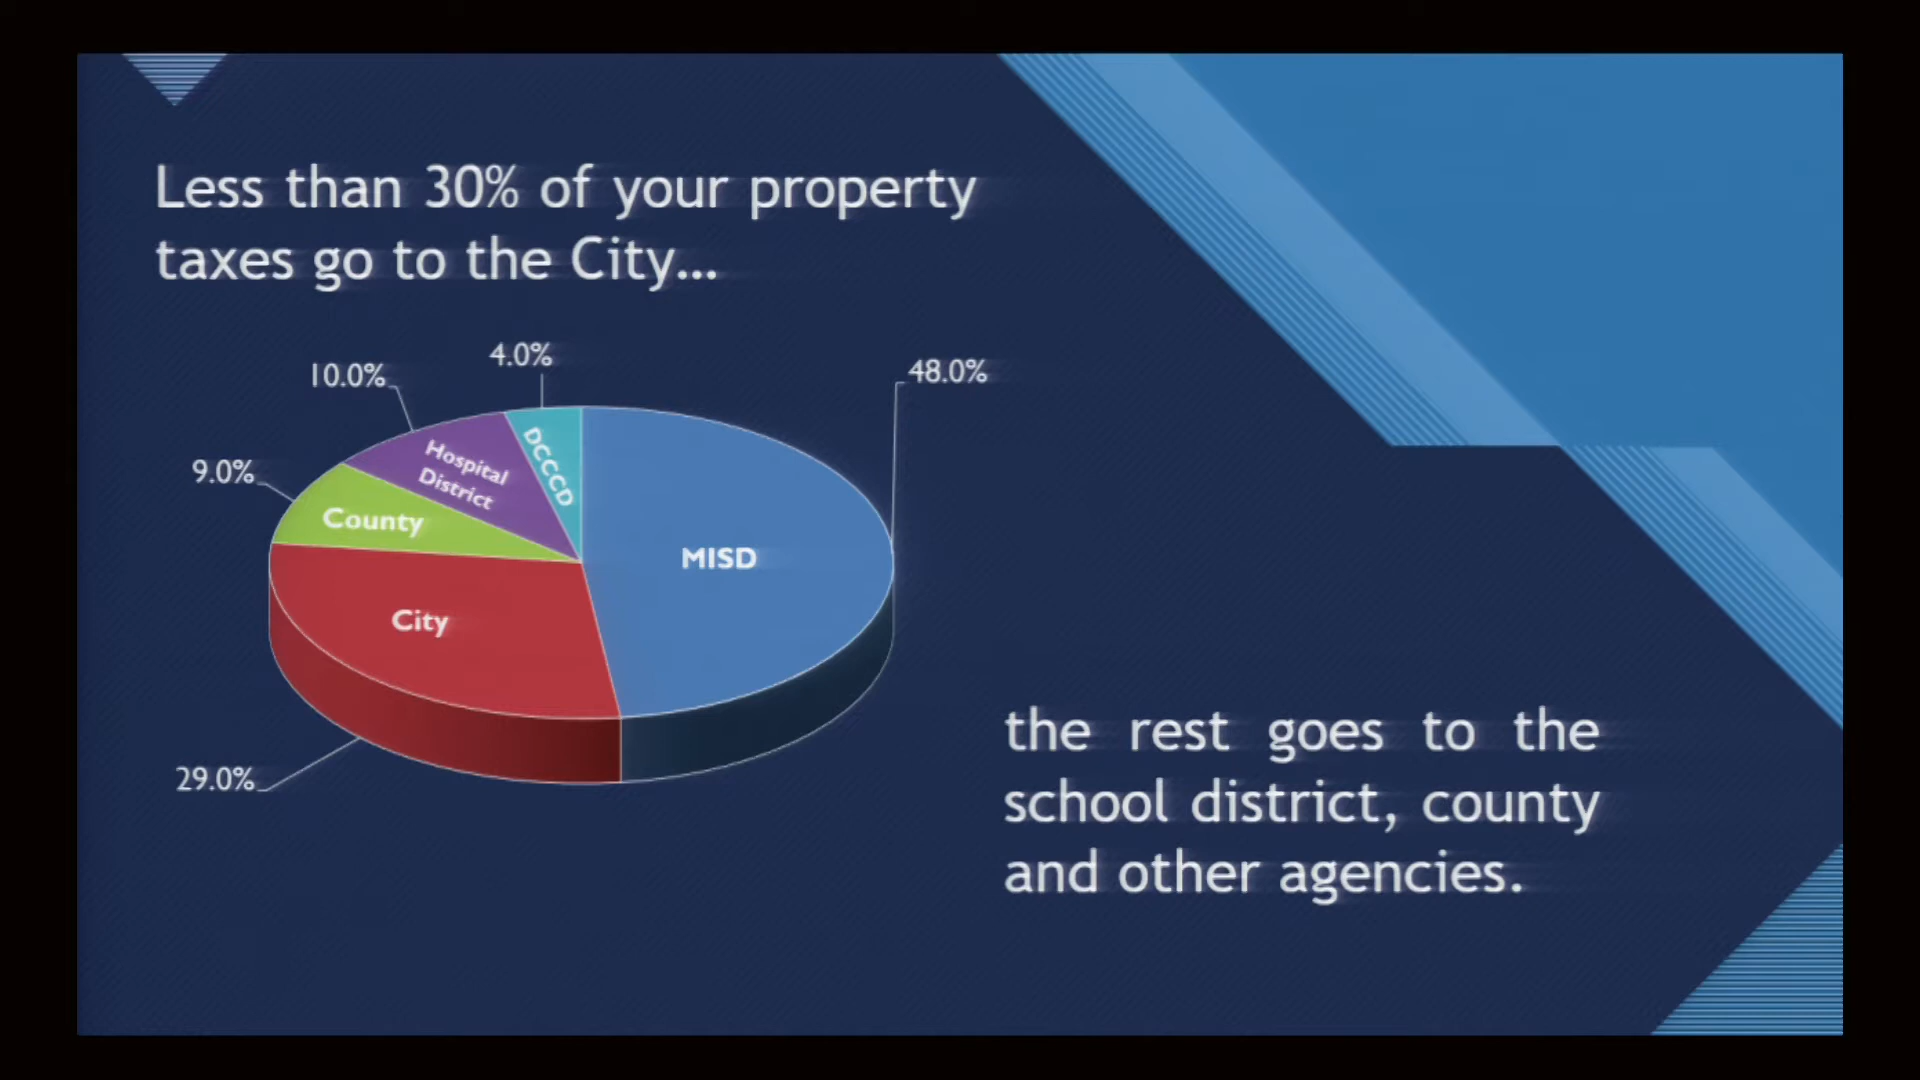 Less than 30% of your property
taxes go to the City...
4.0%
48.0%
10.0%
9.0%
DCCCD
Hospital
District
County
MISD
City
29.0%
the rest goes to the
school district, county
and other agencies.